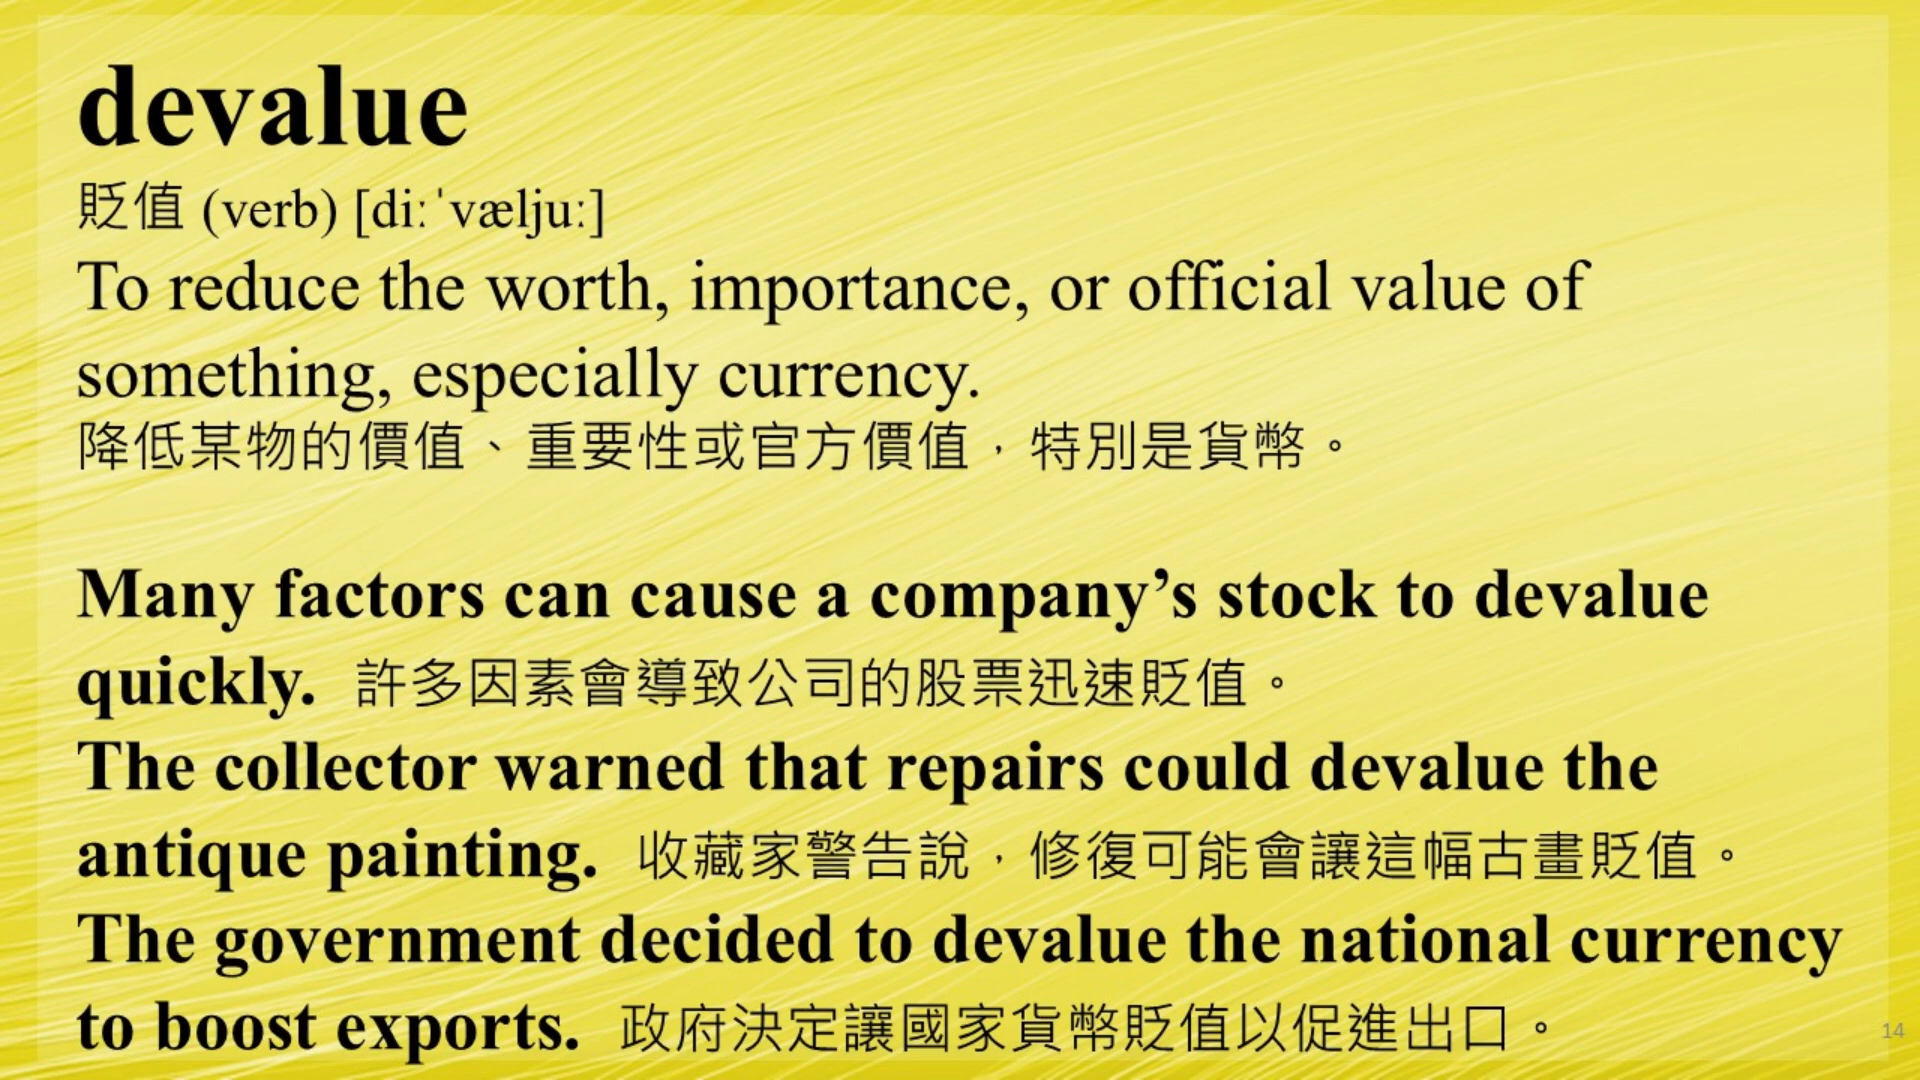 devalue
貶值 (verb) [diːˈvæljuː]
To reduce the worth, importance, or official value of
something, especially currency.
降低某物的價值、重要性或官方價值，特別是貨幣。
Many factors can cause a company’s stock to devalue
quickly. 許多因素會導致公司的股票迅速貶值。
The collector warned that repairs could devalue the
antique painting. 收藏家警告說，修復可能會讓這幅古畫貶值。
The government decided to devalue the national currency
to boost exports. 政府決定讓國家貨幣貶值以促進出口。
14